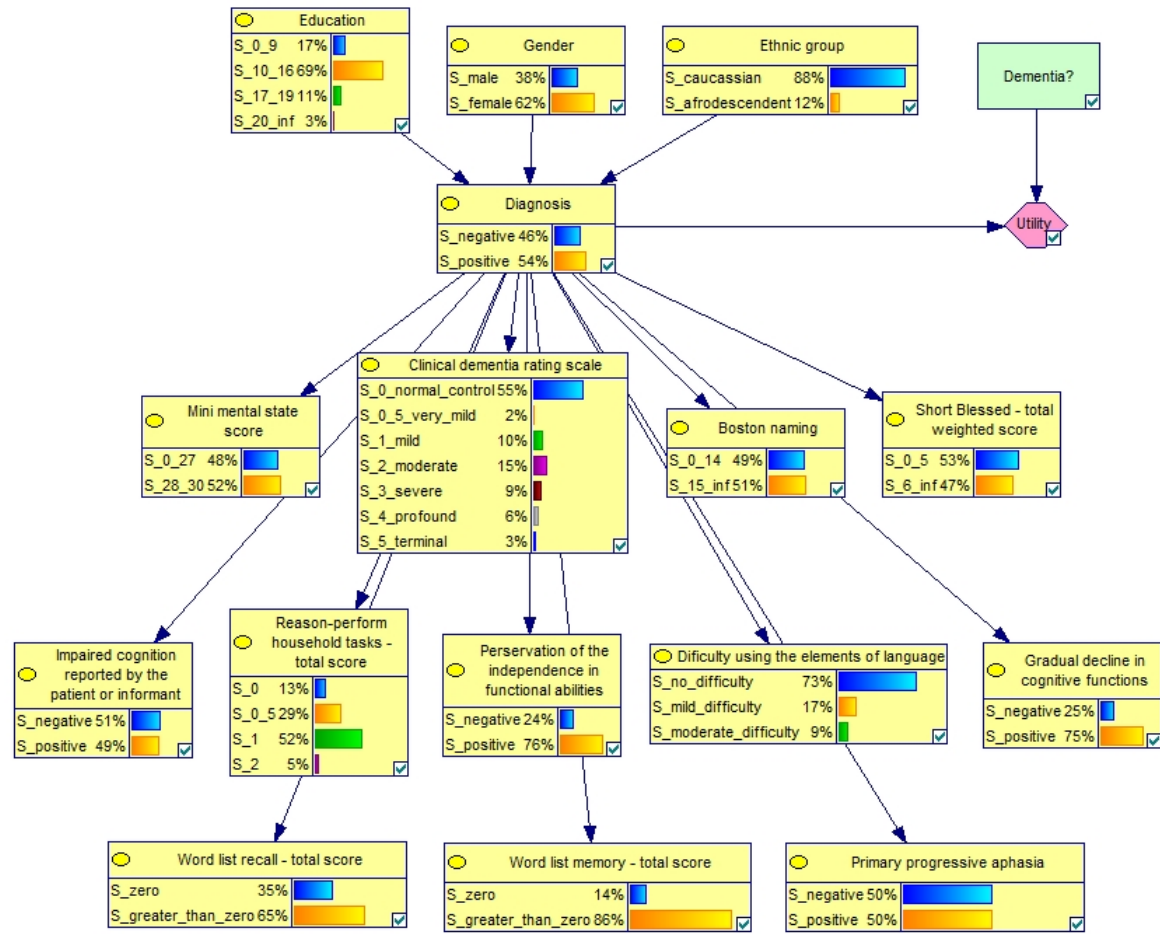 Education
S_0_9 17%
S_10_16 69%
S_17_19 11%
S_20_inf 3%
Gender
S_male 38%
S_female 62%
Ethnic group
S_caucassian 88%
S_afrodescendent 12%
Dementia?
Diagnosis
S_negative 46%
S_positive 54%
Utility
Mini mental state
score
S_0_27 48%
S_28_30 52%
Clinical dementia rating scale
S_0_normal_control 55%
S_0_5_very_mild 2%
S_1_mild 10%
S_2_moderate 15%
S_3_severe 9%
S_4_profound 6%
S_5_terminal 3%
Boston naming
S_0_14 49%
S_15_inf 51%
Short Blessed - total
weighted score
S_0_5 53%
S_6_inf 47%
Impaired cognition
reported by the
patient or informant
S_negative 51%
S_positive 49%
Reason-perform
household tasks -
total score
S_0 13%
S_0_5 29%
S_1 52%
S_2 5%
Perservation of the
independence in
functional abilities
S_negative 24%
S_positive 76%
Dificulty using the elements of language
S_no_difficulty 73%
S_mild_difficulty 17%
S_moderate_difficulty 9%
Gradual decline in
cognitive functions
S_negative 25%
S_positive 75%
Word list recall - total score
S_zero 35%
S_greater_than_zero 65%
Word list memory - total score
S_zero 14%
S_greater_than_zero 86%
Primary progressive aphasia
S_negative 50%
S_positive 50%